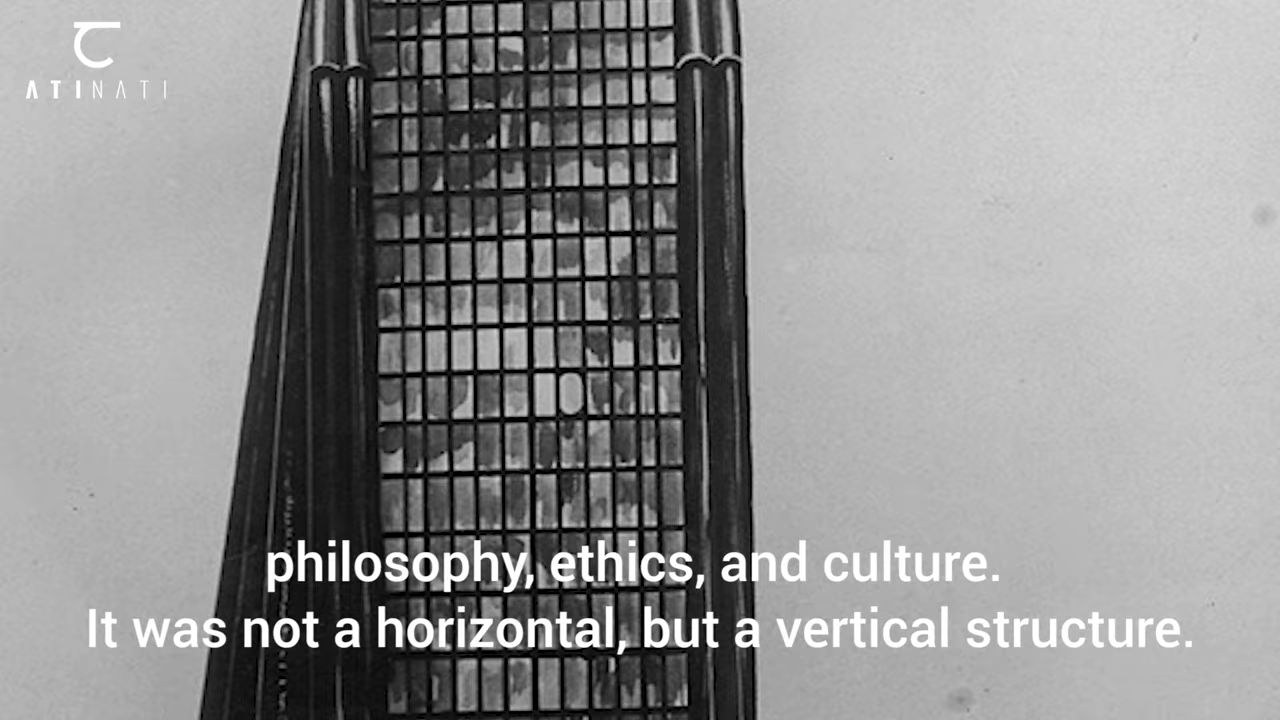 ATINATI
philosophy, ethics, and culture.
It was not a horizontal, but a vertical structure.